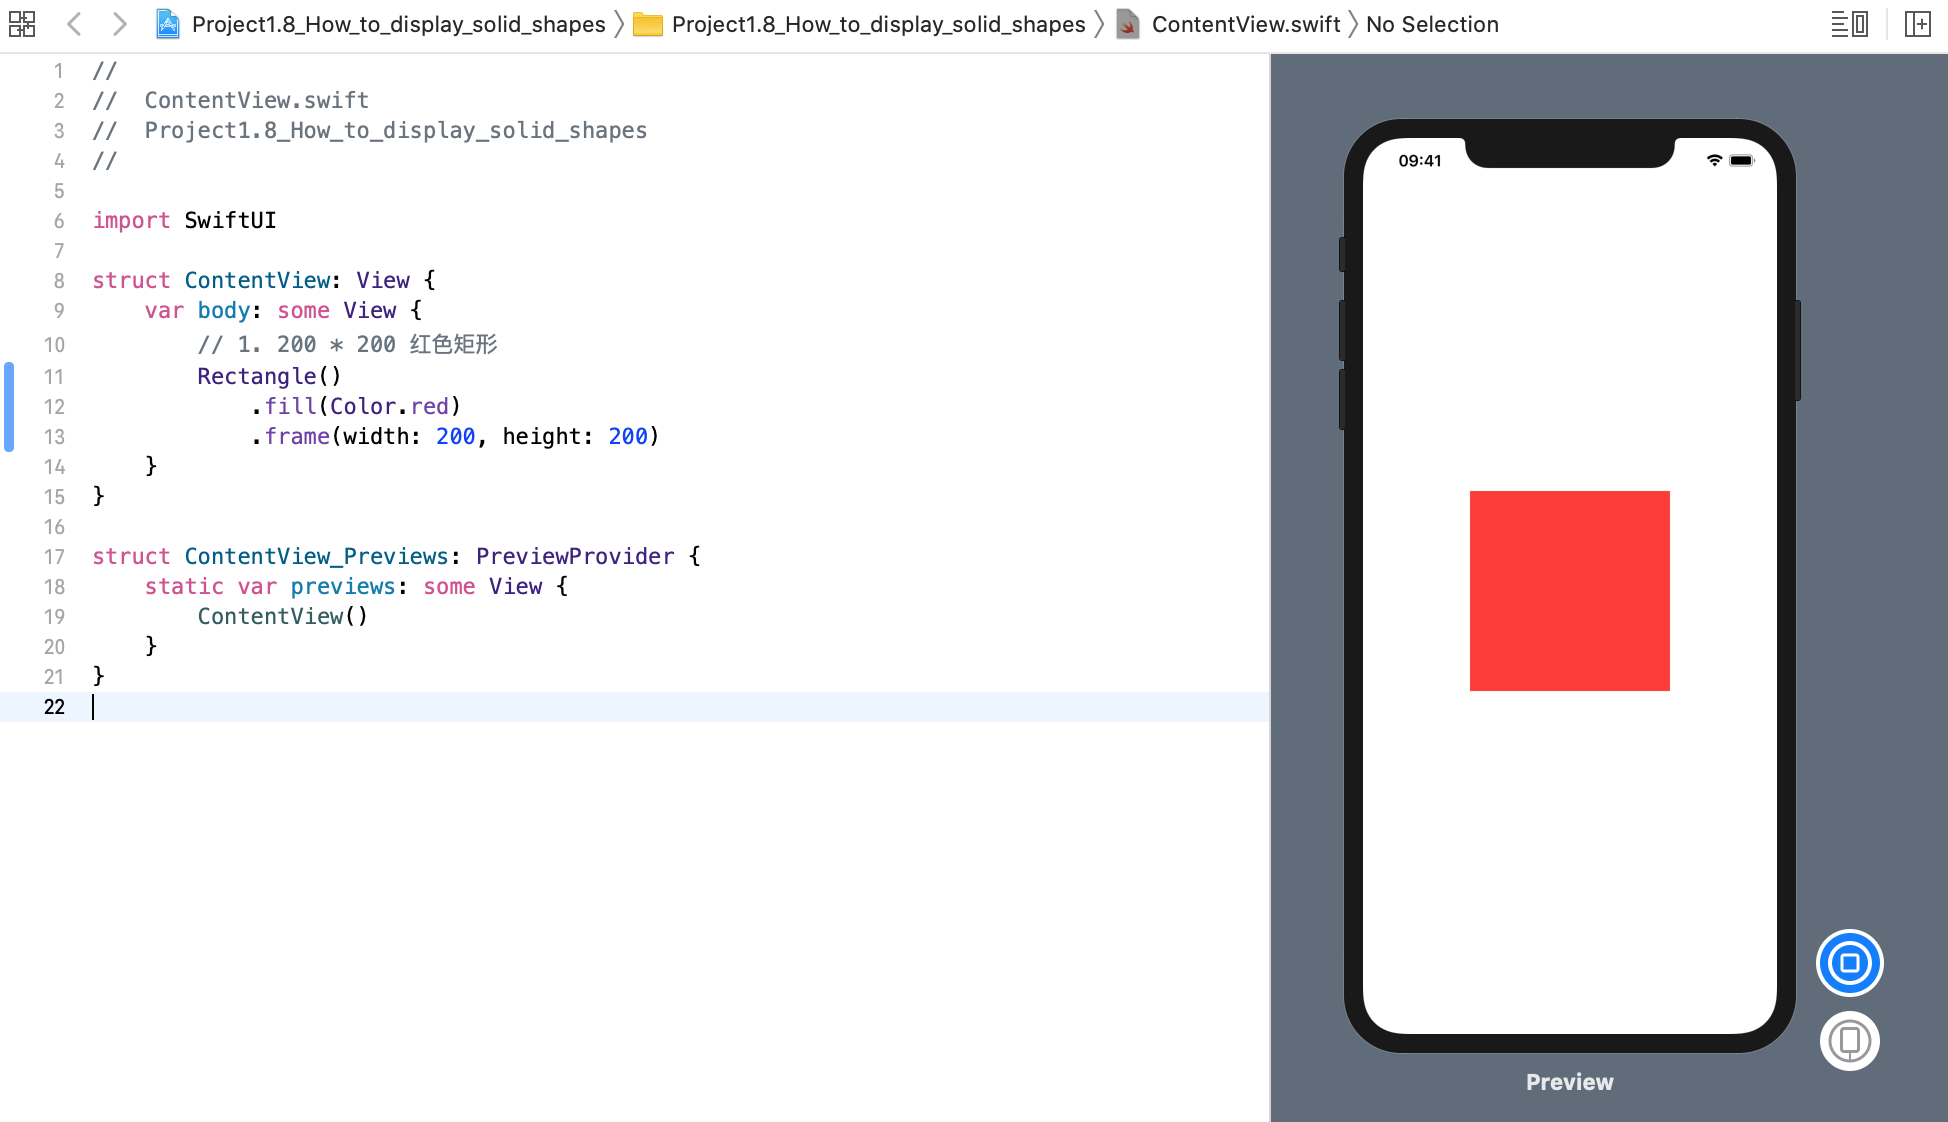 Project1.8_How_to_display_solid_shapes 〉 Project1.8_How_to_display_solid_shapes 〉 ContentView.swift 〉 No Selection
1 //
2 //  ContentView.swift
3 //  Project1.8_How_to_display_solid_shapes
4 //
5
6 import SwiftUI
7
8 struct ContentView: View {
9     var body: some View {
10         // 1. 200 * 200 红色矩形
11         Rectangle()
12             .fill(Color.red)
13             .frame(width: 200, height: 200)
14     }
15 }
16
17 struct ContentView_Previews: PreviewProvider {
18     static var previews: some View {
19         ContentView()
20     }
21 }
22
09:41
Preview